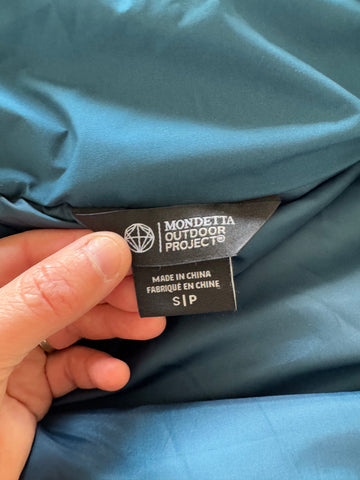 MONDETTA
OUTDOOR
PROJECT®
MADE IN CHINA
FABRIQUÉ EN CHINE
S|P